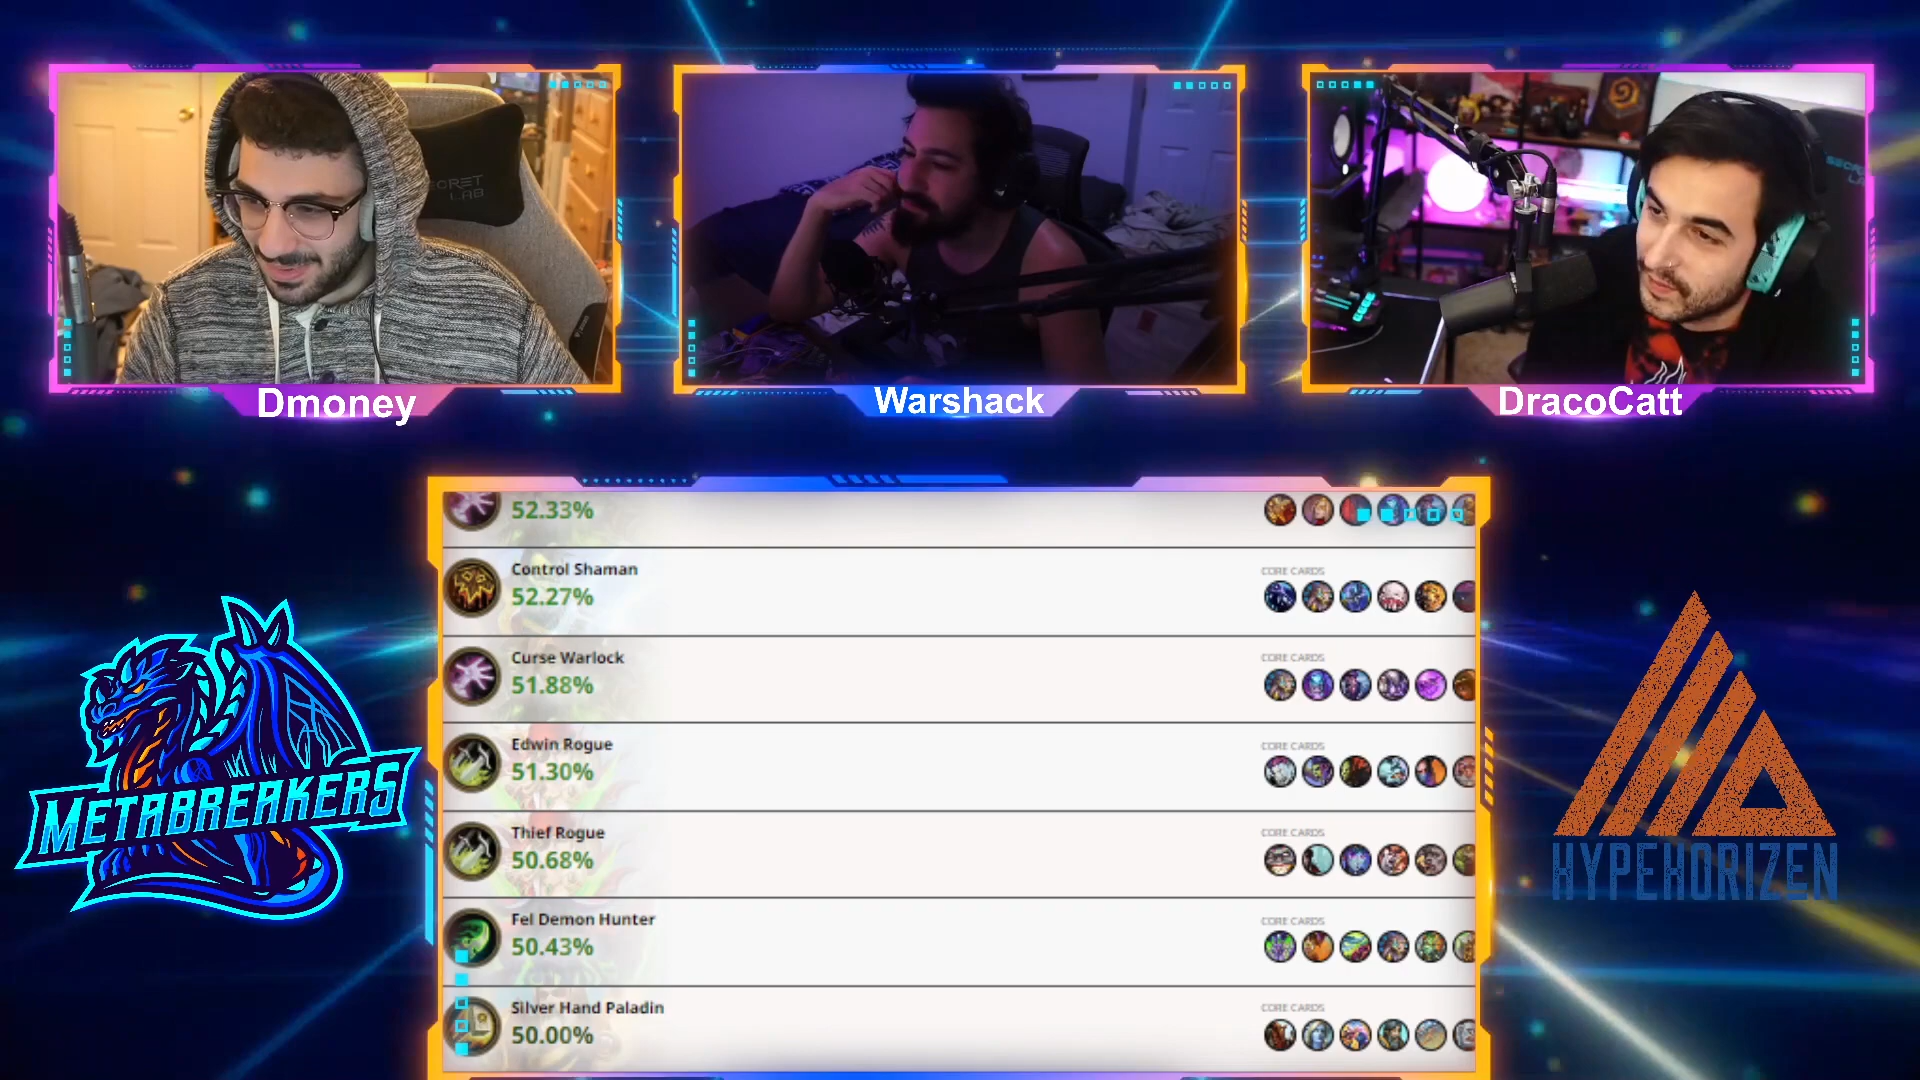 SECRET
LAB
Dmoney
Warshack
DracoCatt
52.33%
Control Shaman
52.27%
CORE CARDS
Curse Warlock
51.88%
CORE CARDS
Edwin Rogue
51.30%
CORE CARDS
Thief Rogue
50.68%
CORE CARDS
Fel Demon Hunter
50.43%
CORE CARDS
Silver Hand Paladin
50.00%
CORE CARDS
METABREAKERS
HYPEHORIZEN